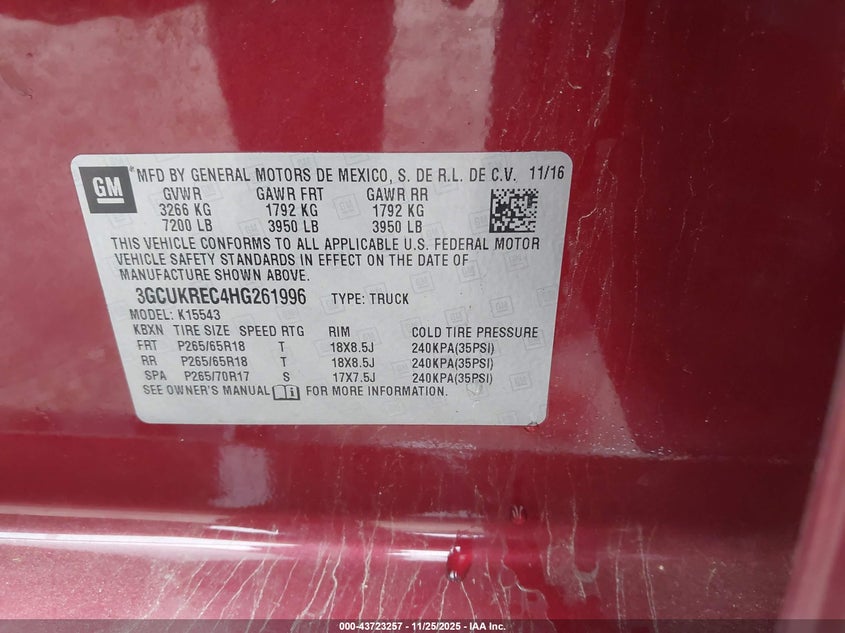 GM
MFD BY GENERAL MOTORS DE MEXICO, S. DE R.L. DE C.V. 11/16
GVWR GAWR FRT GAWR RR
3266 KG 1792 KG 1792 KG
7200 LB 3950 LB 3950 LB
THIS VEHICLE CONFORMS TO ALL APPLICABLE U.S. FEDERAL MOTOR
VEHICLE SAFETY STANDARDS IN EFFECT ON THE DATE OF
MANUFACTURE SHOWN ABOVE.
3GCUKREC4HG261996 TYPE: TRUCK
MODEL: K15543
KBXN TIRE SIZE SPEED RTG RIM COLD TIRE PRESSURE
FRT P265/65R18 T 18X8.5J 240KPA(35PSI)
RR P265/65R18 T 18X8.5J 240KPA(35PSI)
SPA P265/70R17 S 17X7.5J 240KPA(35PSI)
SEE OWNER'S MANUAL FOR MORE INFORMATION.
000-43723257 - 11/25/2025 - IAA Inc.